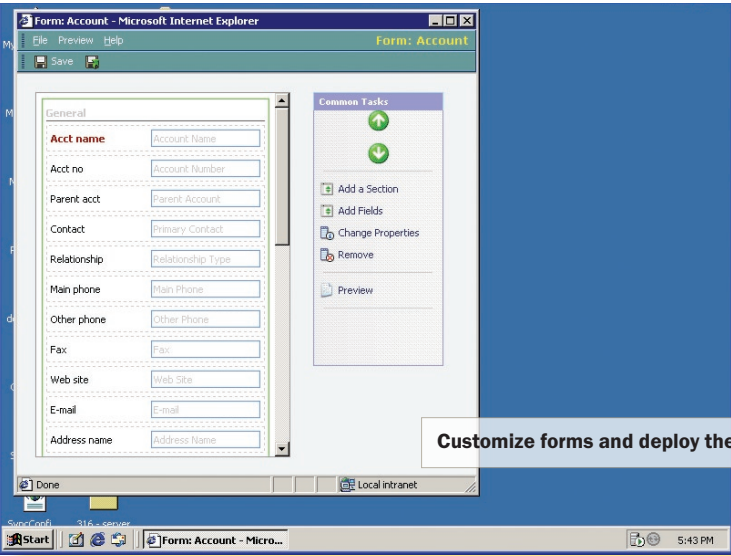 Form: Account - Microsoft Internet Explorer
File Preview Help
Form: Account
Save
General
Acct name Account Name
Acct no Account Number
Parent acct Parent Account
Contact Primary Contact
Relationship Relationship Type
Main phone Main Phone
Other phone Other Phone
Fax Fax
Web site Web Site
E-mail E-mail
Address name Address Name
Common Tasks
Add a Section
Add Fields
Change Properties
Remove
Preview
Customize forms and deploy the
Done
Local intranet
SyncConfi
316 - server
Start
Form: Account - Micro...
5:43 PM